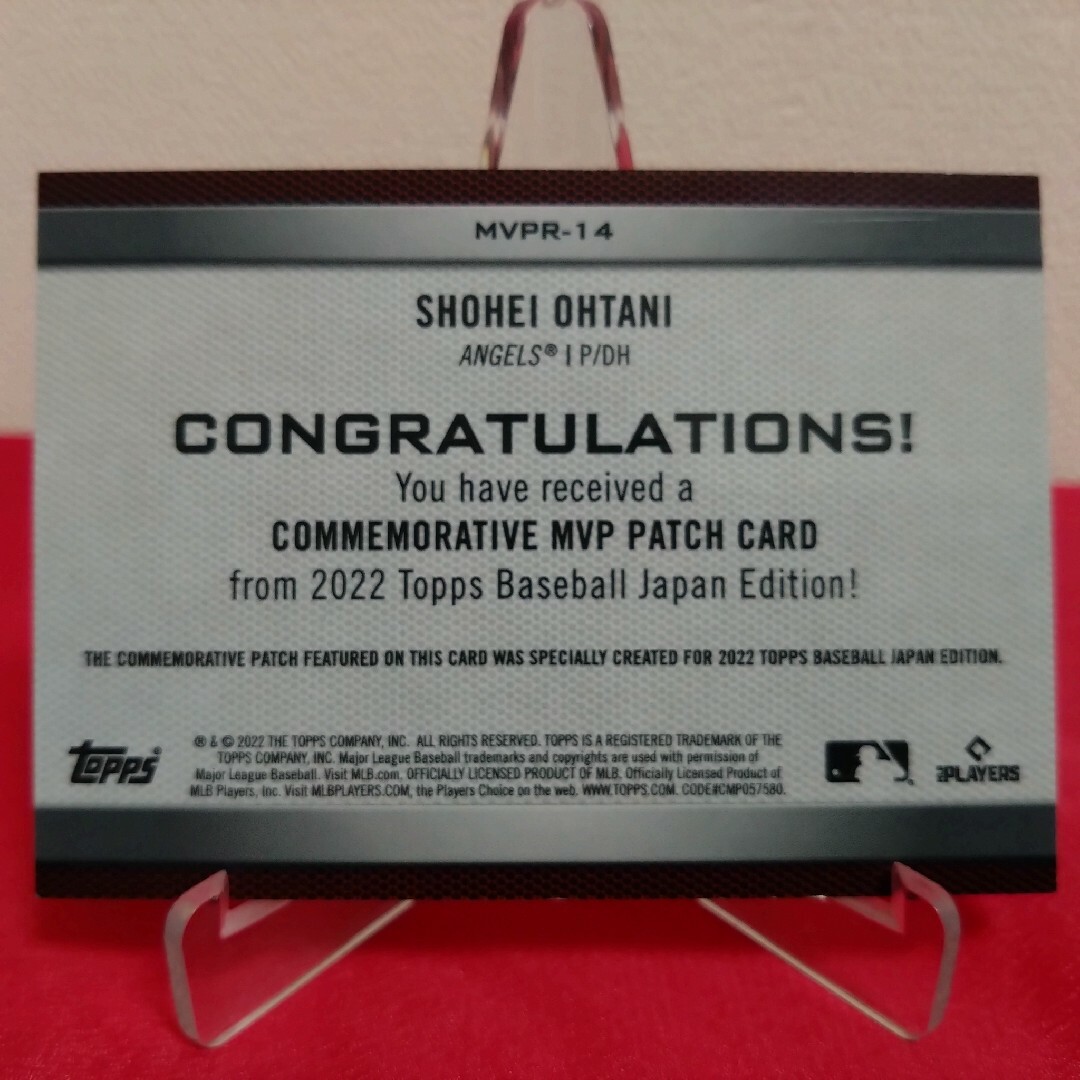 MVPR-14
SHOHEI OHTANI
ANGELS® | P/DH
CONGRATULATIONS!
You have received a
COMMEMORATIVE MVP PATCH CARD
from 2022 Topps Baseball Japan Edition!
THE COMMEMORATIVE PATCH FEATURED ON THIS CARD WAS SPECIALLY CREATED FOR 2022 TOPPS BASEBALL JAPAN EDITION.
Topps®
® & © 2022 THE TOPPS COMPANY, INC. ALL RIGHTS RESERVED. TOPPS IS A REGISTERED TRADEMARK OF THE
TOPPS COMPANY, INC. Major League Baseball trademarks and copyrights are used with permission of
Major League Baseball. Visit MLB.com. OFFICIALLY LICENSED PRODUCT OF MLB. Officially Licensed Product of
MLB Players, Inc. Visit MLBPLAYERS.COM, the Players Choice on the web. WWW.TOPPS.COM. CODE#CMP057580.
PLAYERS